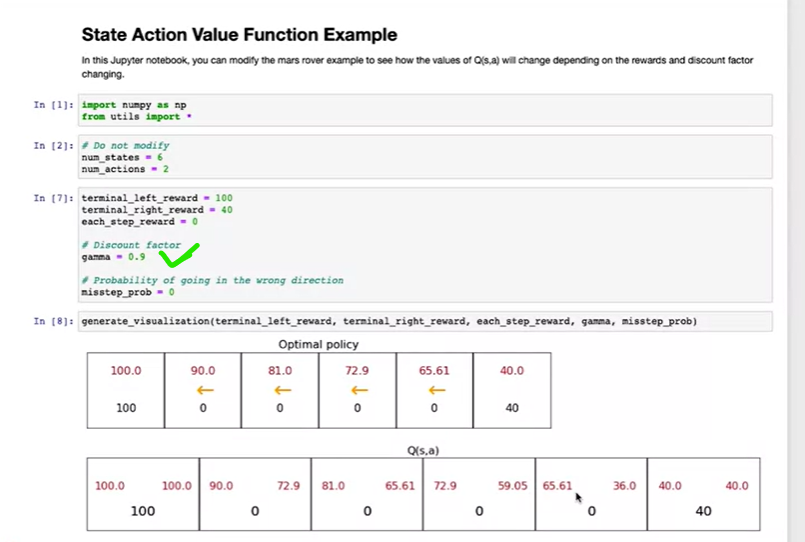 State Action Value Function Example
In this Jupyter notebook, you can modify the mars rover example to see how the values of Q(s,a) will change depending on the rewards and discount factor
changing.
In [1]: import numpy as np
from utils import *
In [2]: # Do not modify
num_states = 6
num_actions = 2
In [7]: terminal_left_reward = 100
terminal_right_reward = 40
each_step_reward = 0
# Discount factor
gamma = 0.9
# Probability of going in the wrong direction
misstep_prob = 0
In [8]: generate_visualization(terminal_left_reward, terminal_right_reward, each_step_reward, gamma, misstep_prob)
Optimal policy
100.0 90.0 81.0 72.9 65.61 40.0
← ← ← ←
100 0 0 0 0 40
Q(s,a)
100.0 100.0 90.0 72.9 81.0 65.61 72.9 59.05 65.61 36.0 40.0 40.0
100 0 0 0 0 40